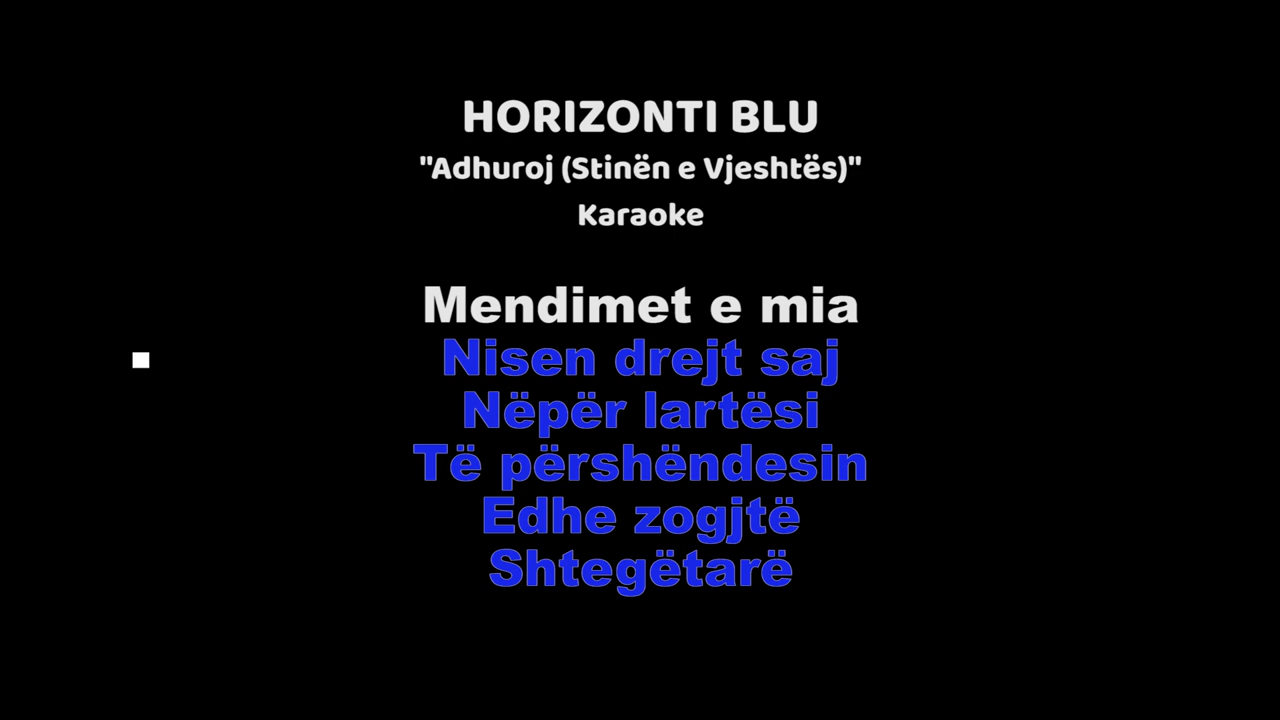 HORIZONTI BLU
"Adhuroj (Stinën e Vjeshtës)"
Karaoke
Mendimet e mia
Nisen drejt saj
Nëpër lartësi
Të përshëndesin
Edhe zogjtë
Shtegëtarë